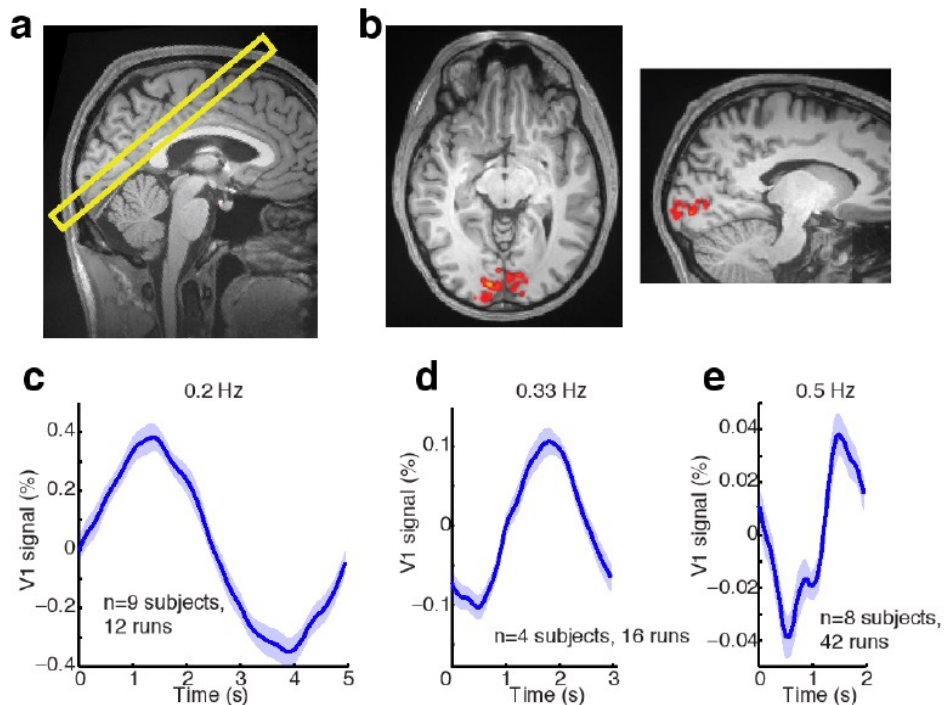 a
b
c
0.2 Hz
V1 signal (%)
0.4
0.2
0
−0.2
−0.4
n=9 subjects,
12 runs
0 1 2 3 4 5
Time (s)
d
0.33 Hz
V1 signal (%)
0.1
0
−0.1
n=4 subjects, 16 runs
0 1 2 3
Time (s)
e
0.5 Hz
V1 signal (%)
0.04
0.02
0
−0.02
−0.04
n=8 subjects,
42 runs
0 1 2
Time (s)